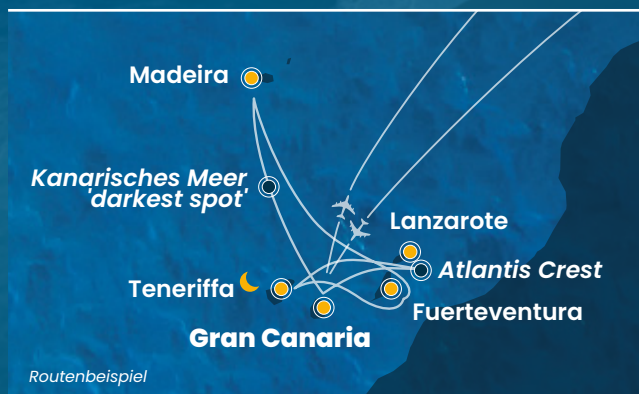 Madeira
Kanarisches Meer
'darkest spot'
Lanzarote
Atlantis Crest
Teneriffa
Fuerteventura
Gran Canaria
Routenbeispiel